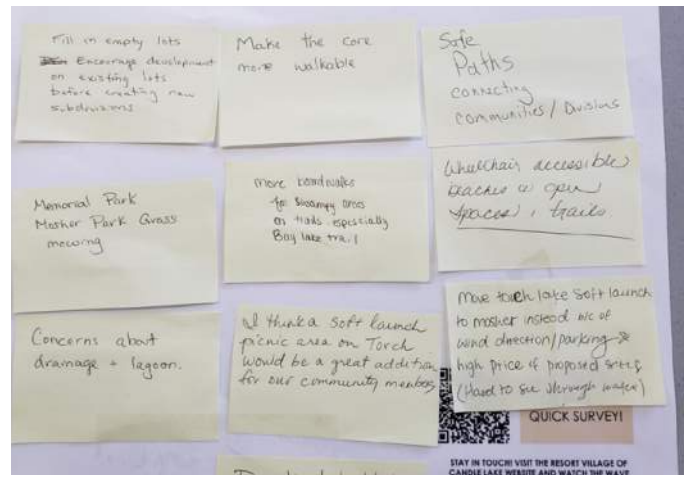 Fill in empty lots
Encourage development
on existing lots
before creating new
subdivisions
Make the core
more walkable
Safe
Paths
connecting
communities / Divisions
Memorial Park
Mosher Park Grass
mowing
more boardwalks
for swampy areas
on trails especially
Bay lake trail
Wheelchair accessible
beaches w open
spaces, trails.
Concerns about
drainage + lagoon.
I think a soft launch
picnic area on Torch
would be a great addition
for our community members
Move torch lake soft launch
to mosher instead b/c of
wind direction/parking &
high price of proposed site
(Hard to see through water)
QUICK SURVEY!
STAY IN TOUCH! VISIT THE RESORT VILLAGE OF
CANDLE LAKE WEBSITE AND WATCH THE WAVE